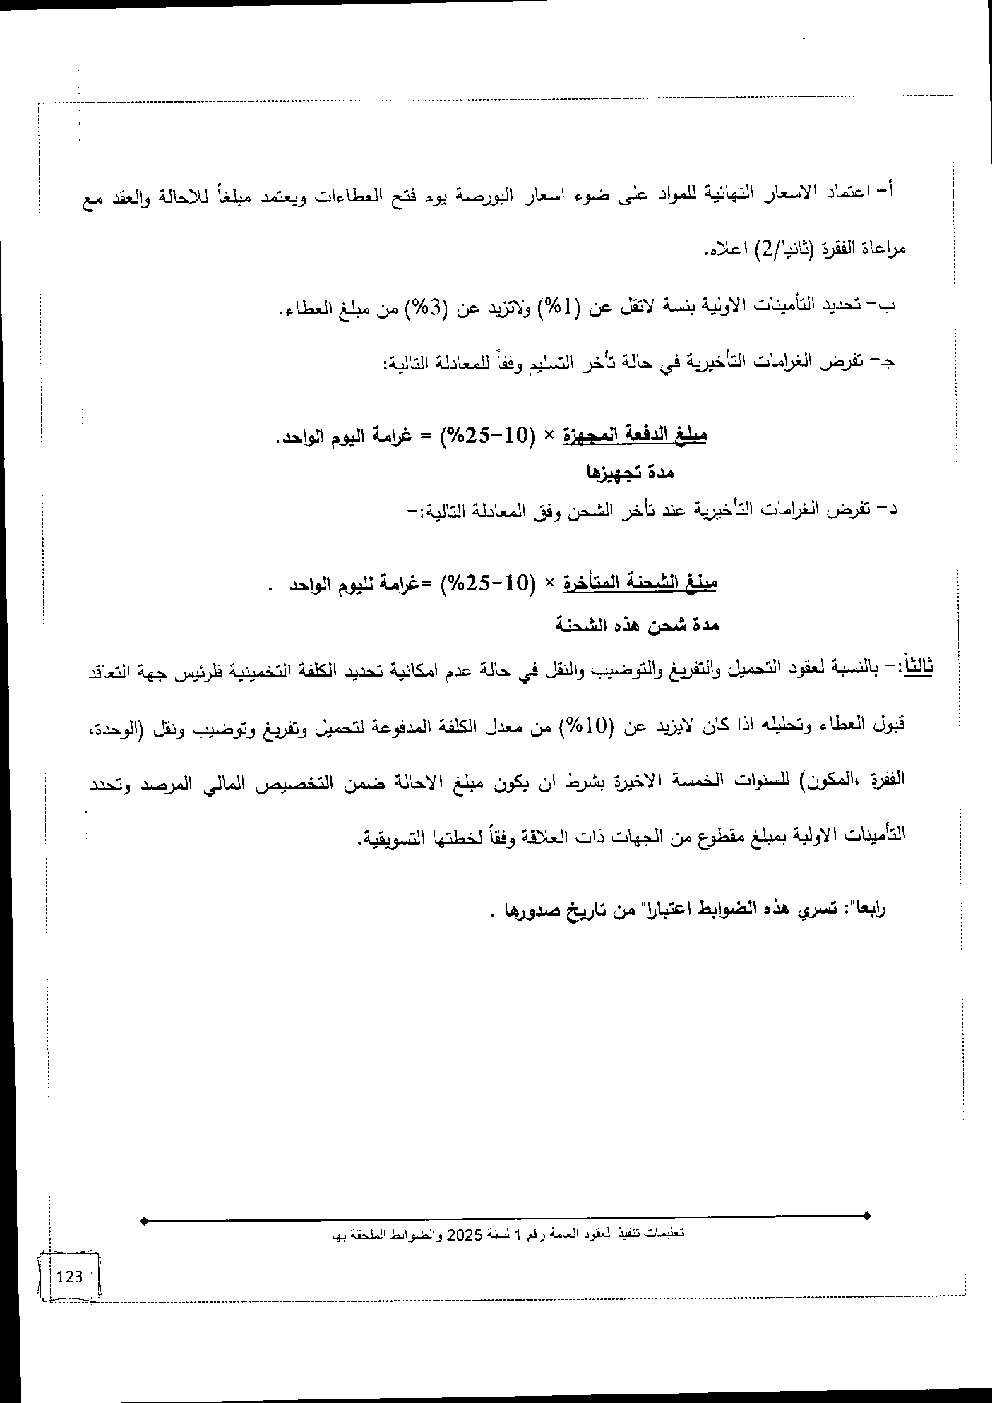 أ- اعتماد الاسعار النهائية للمواد على ضوء اسعار البورصة يوم فتح العطاءات ويعتمد مبلغاً للاحالة والعقد مع
مراعاة الفقرة (ثانيا/2) اعلاه.
ب- تحديد التأمينات الاولية بنسة لاتقل عن (1%) ولاتزيد عن (3%) من مبلغ العطاء.
جـ- تفرض الغرامات التأخيرية في حالة تأخر التسليم وفقاً للمعادلة التالية:
مبلغ الدفعة المجهزة × (10-25%) = غرامة اليوم الواحد.
مدة تجهيزها
د- تفرض الغرامات التأخيرية عند تأخر الشحن وفق المعادلة التالية:-
مبلغ الشحنة المتأخرة × (10-25%) =غرامة لليوم الواحد .
مدة شحن هذه الشحنة
ثالثاً:- بالنسبة لعقود التحميل والتفريغ والتوضيب والنقل في حالة عدم امكانية تحديد الكلفة التخمينية فلرئيس جهة التعاقد
قبول العطاء وتحليله اذا كان لايزيد عن (10%) من معدل الكلفة المدفوعة لتحميل وتفريغ وتوضيب ونقل (الوحدة،
الفقرة ،المكون) للسنوات الخمسة الاخيرة بشرط ان يكون مبلغ الاحالة ضمن التخصيص المالي المرصد وتحدد
التأمينات الاولية بمبلغ مقطوع من الجهات ذات العلاقة وفقاً لخطتها التسويقية.
رابعا": تسري هذه الضوابط اعتبارا" من تاريخ صدورها .
تعليمات تنفيذ العقود العامة رقم 1 لسنة 2025 والضوابط الملحقة بها
123